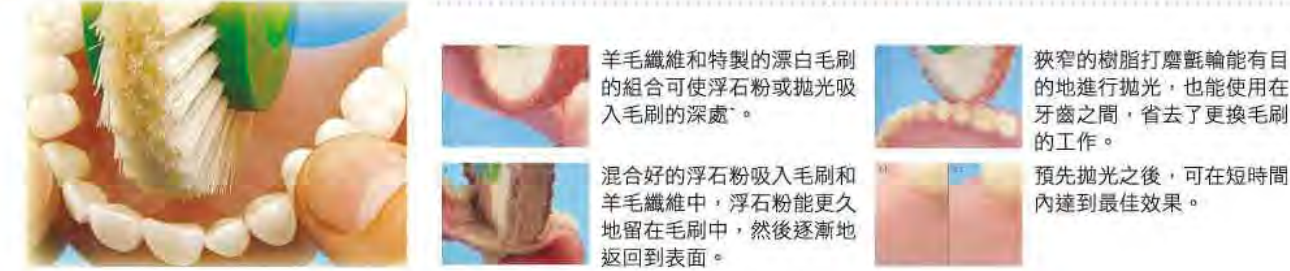 羊毛纖維和特製的漂白毛刷
的組合可使浮石粉或拋光吸
入毛刷的深處*。
混合好的浮石粉吸入毛刷和
羊毛纖維中，浮石粉能更久
地留在毛刷中，然後逐漸地
返回到表面。
狹窄的樹脂打磨氈輪能有目
的地進行拋光，也能使用在
牙齒之間，省去了更換毛刷
的工作。
預先拋光之後，可在短時間
內達到最佳效果。